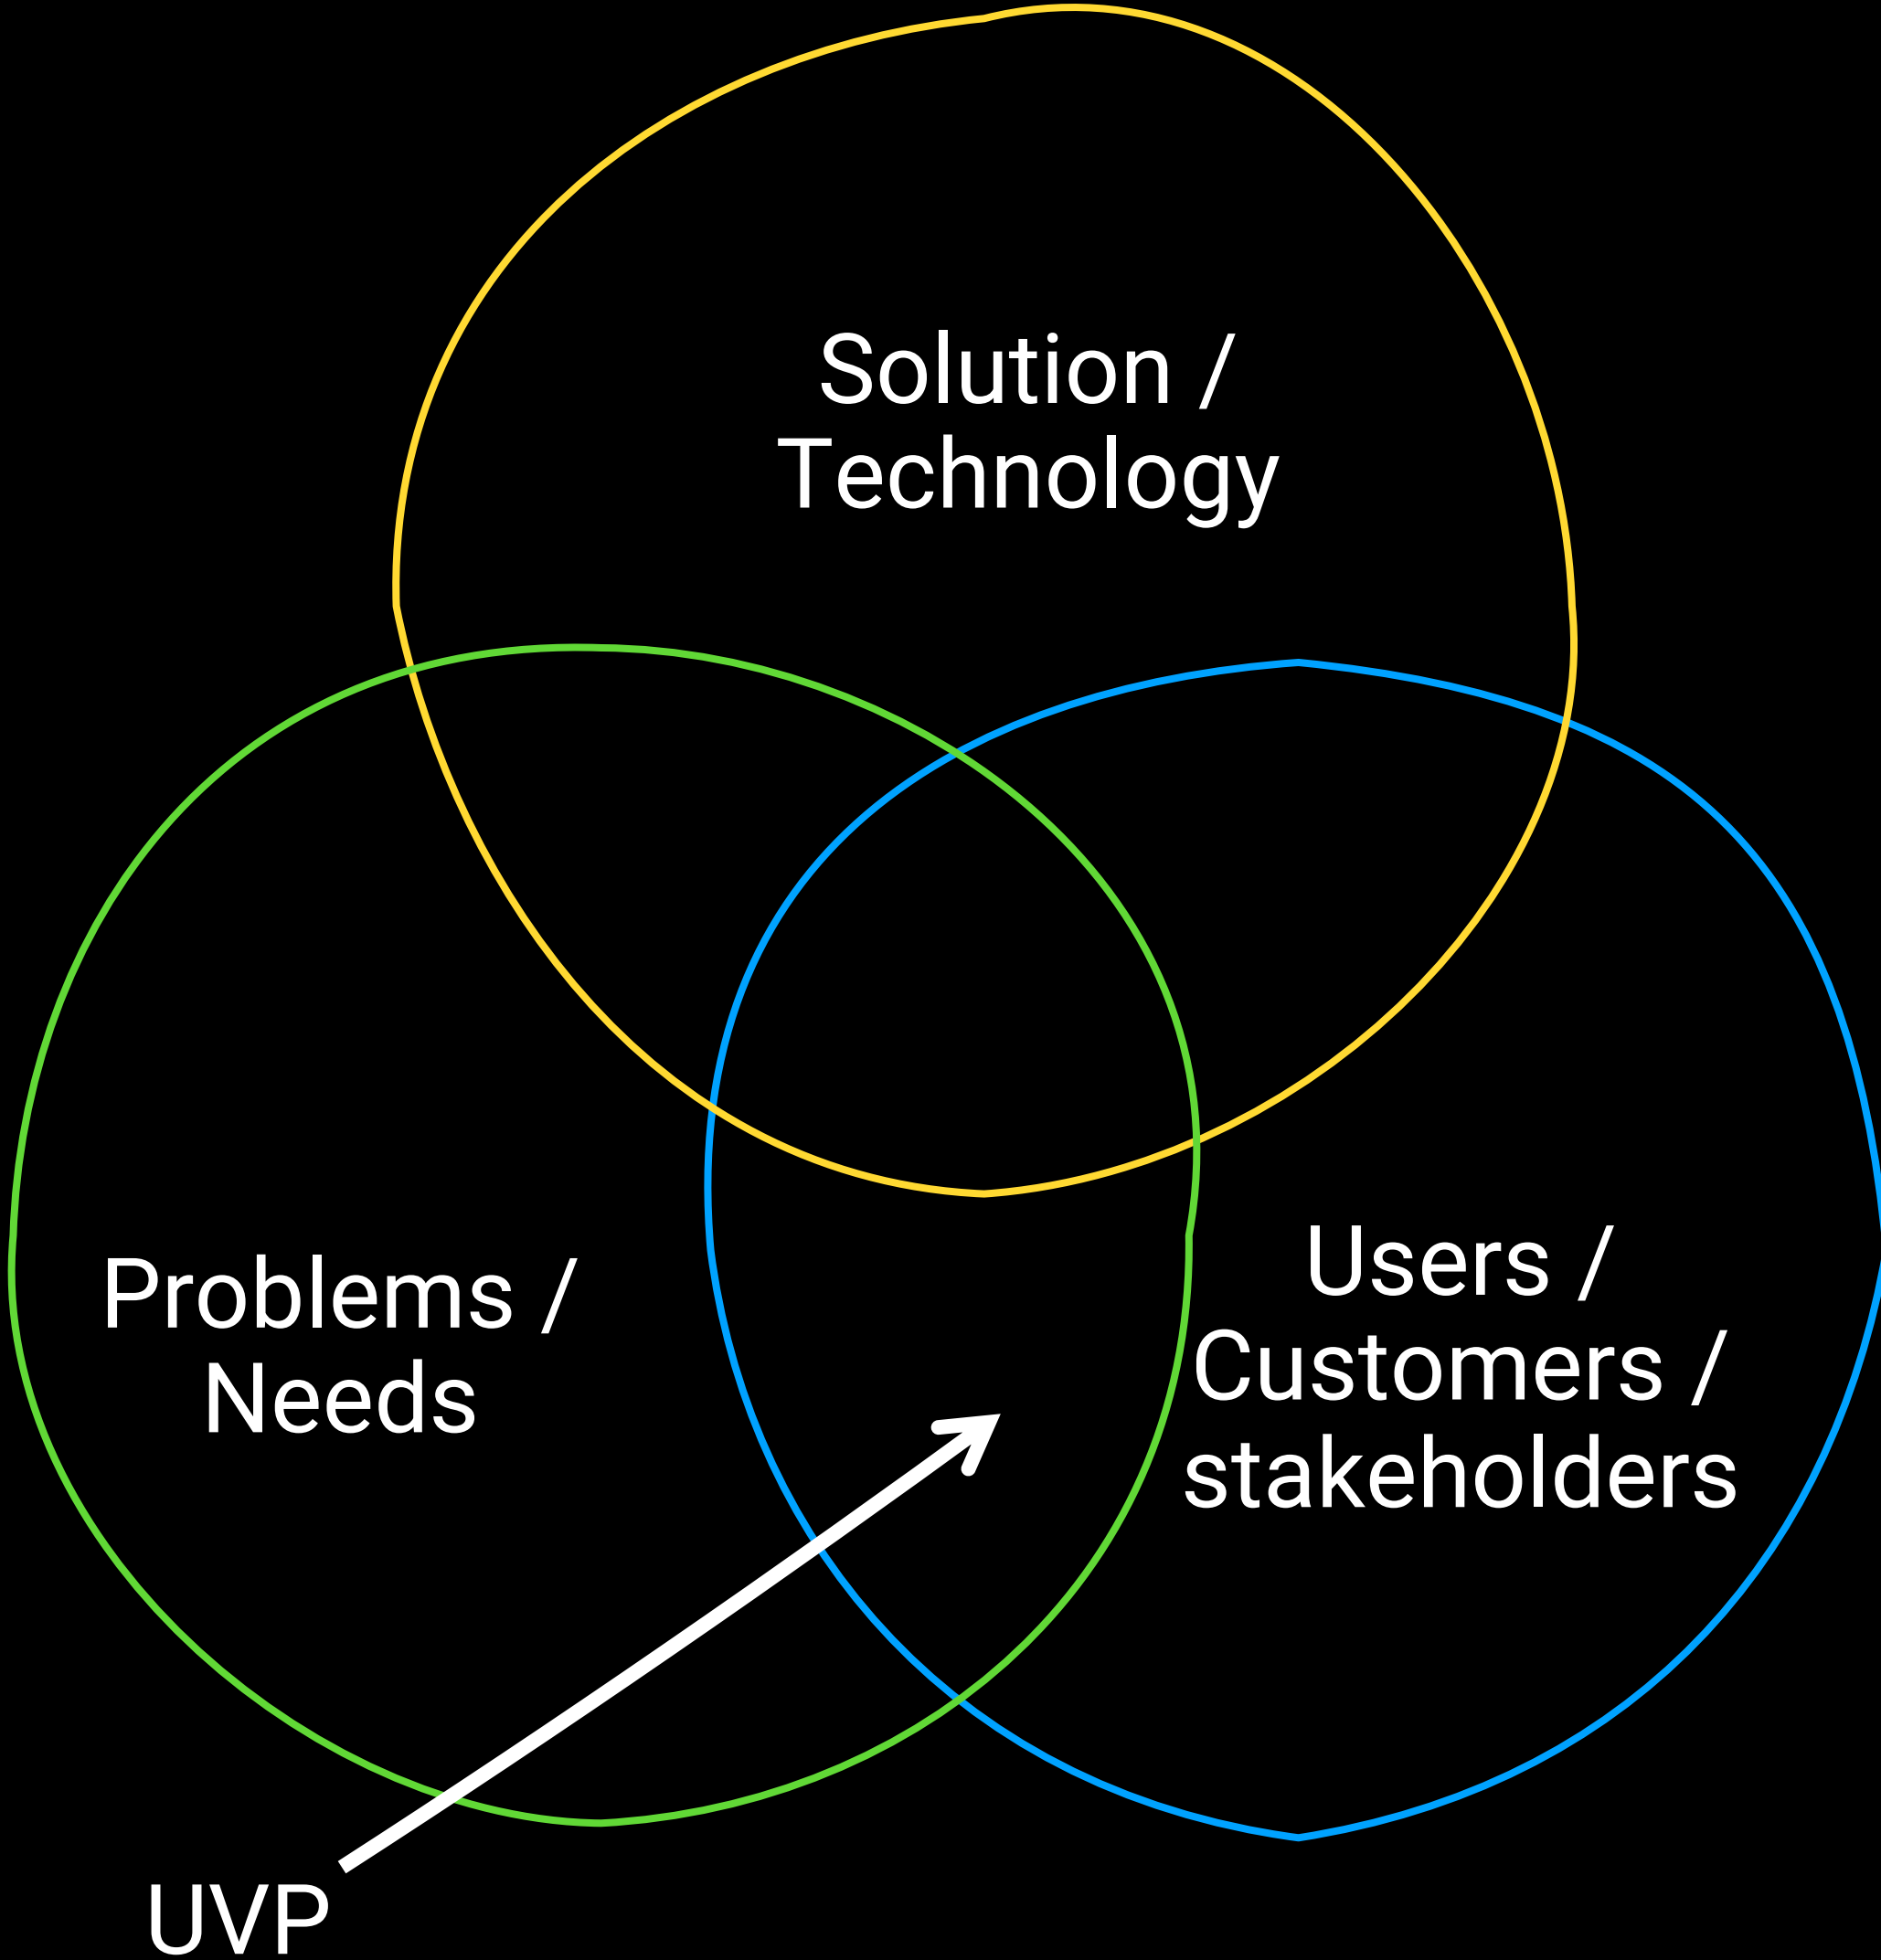 Solution /
Technology
Problems /
Needs
Users /
Customers /
stakeholders
UVP